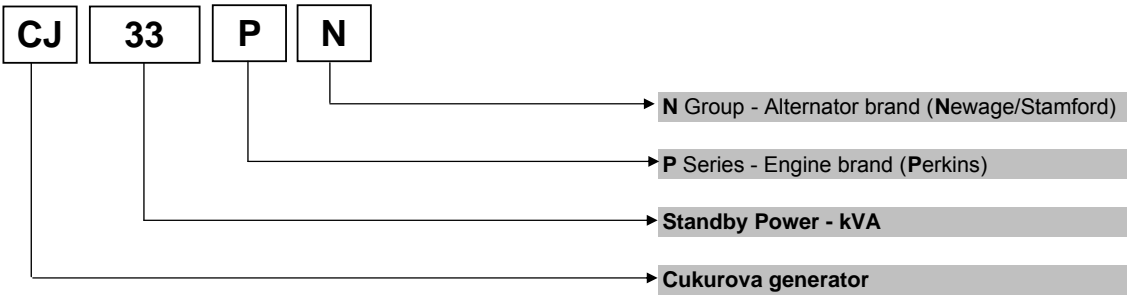 CJ 33 P N
N Group - Alternator brand (Newage/Stamford)
P Series - Engine brand (Perkins)
Standby Power - kVA
Cukurova generator